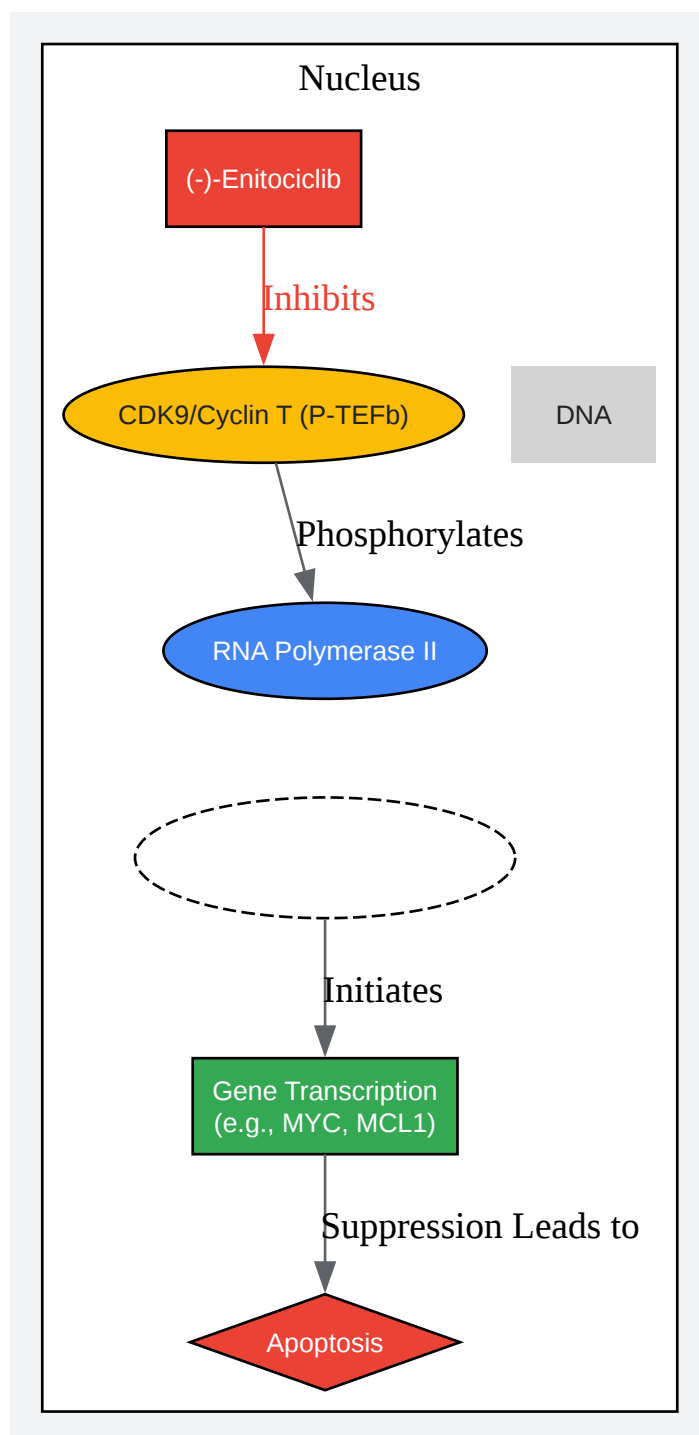 Nucleus
(-)-Enitociclib
Inhibits
CDK9/Cyclin T (P-TEFb)
DNA
Phosphorylates
RNA Polymerase II
Initiates
Gene Transcription
(e.g., MYC, MCL1)
Suppression Leads to
Apoptosis